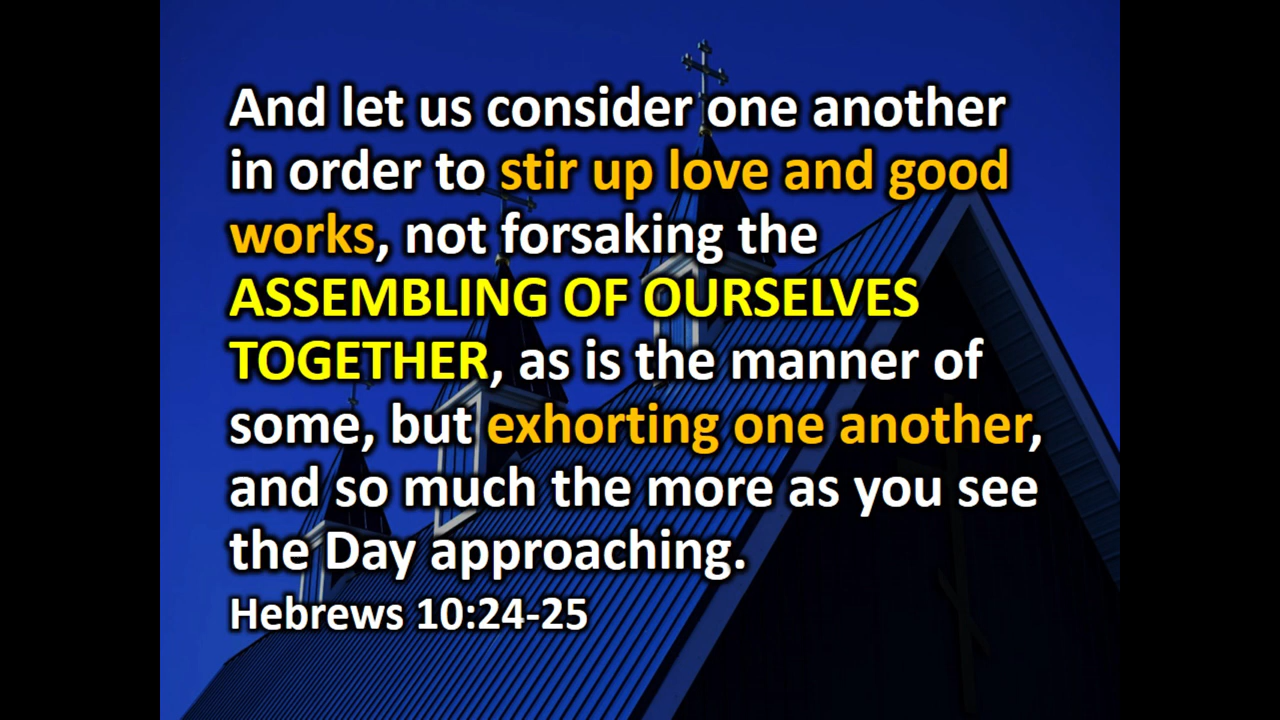 And let us consider one another
in order to stir up love and good
works, not forsaking the
ASSEMBLING OF OURSELVES
TOGETHER, as is the manner of
some, but exhorting one another,
and so much the more as you see
the Day approaching.
Hebrews 10:24-25